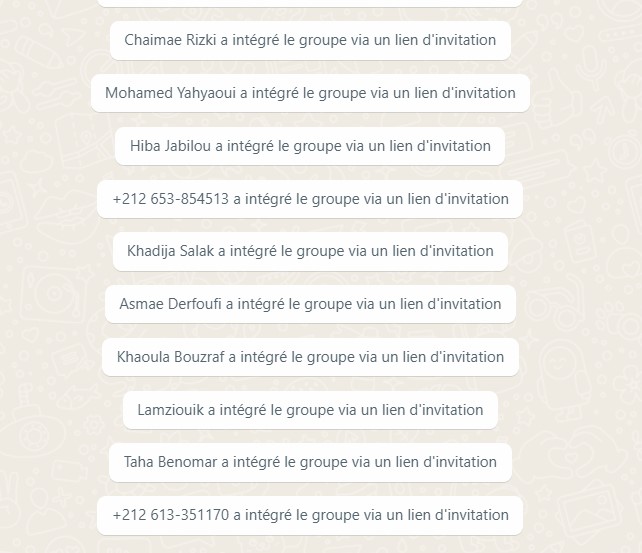 Chaimae Rizki a intégré le groupe via un lien d'invitation
Mohamed Yahyaoui a intégré le groupe via un lien d'invitation
Hiba Jabilou a intégré le groupe via un lien d'invitation
+212 653-854513 a intégré le groupe via un lien d'invitation
Khadija Salak a intégré le groupe via un lien d'invitation
Asmae Derfoufi a intégré le groupe via un lien d'invitation
Khaoula Bouzraf a intégré le groupe via un lien d'invitation
Lamziouik a intégré le groupe via un lien d'invitation
Taha Benomar a intégré le groupe via un lien d'invitation
+212 613-351170 a intégré le groupe via un lien d'invitation